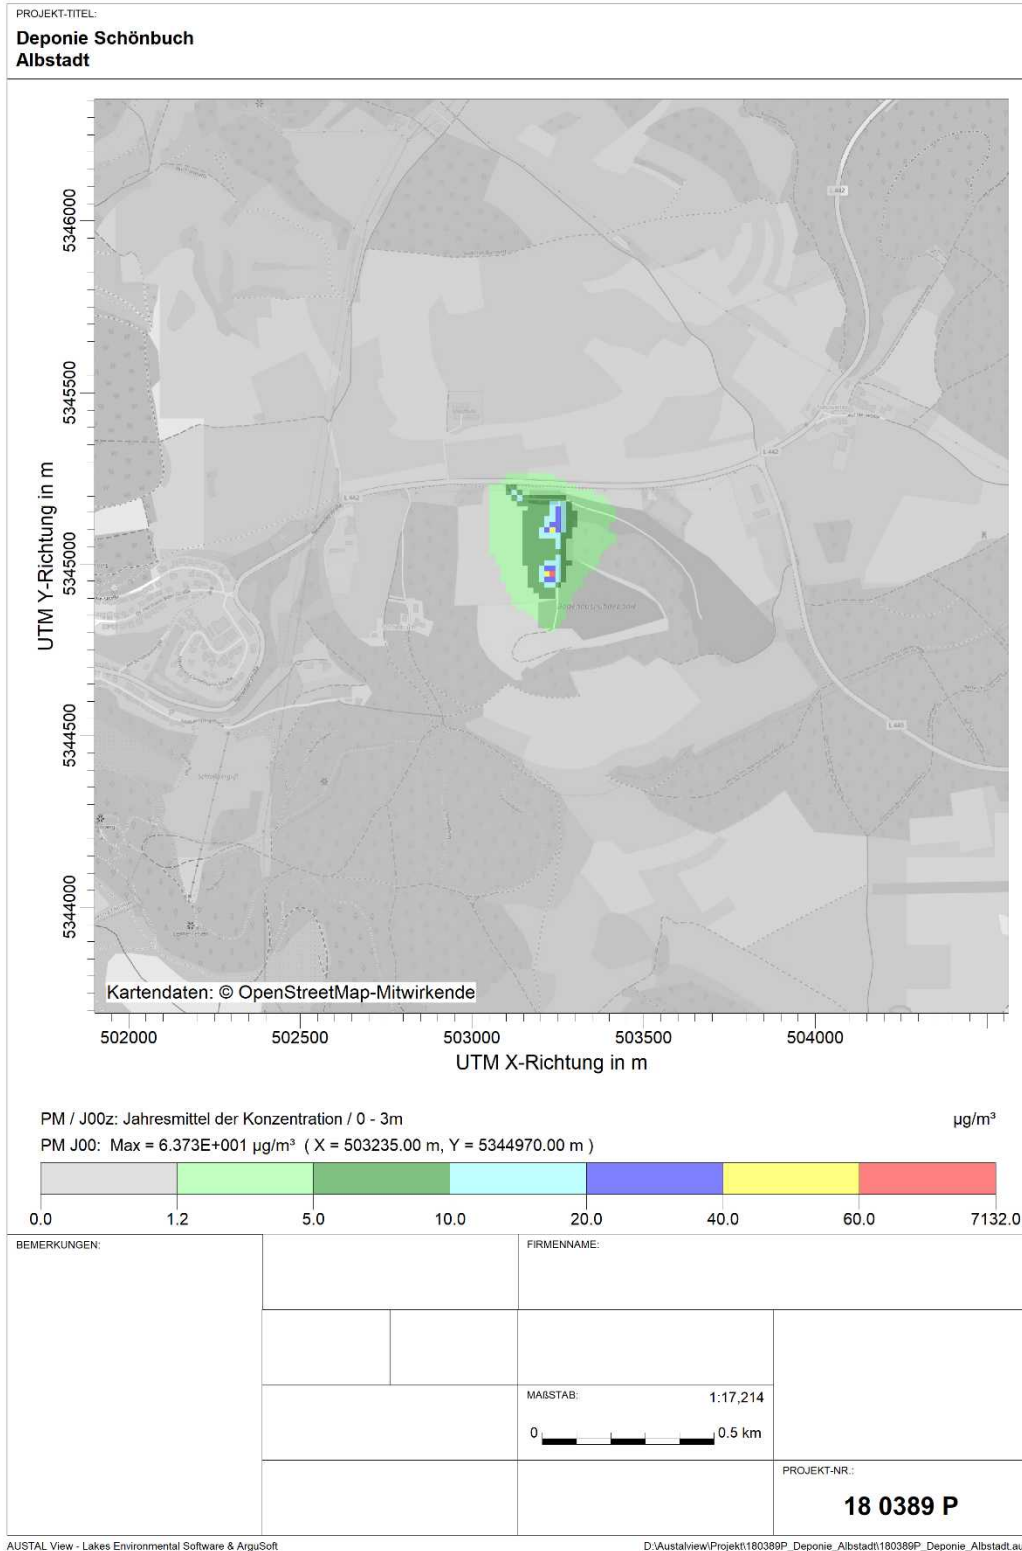 PROJEKT-TITEL:
Deponie Schönbuch
Albstadt
UTM Y-Richtung in m
5346000
5345500
5345000
5344500
5344000
L 442
L 442
L 442
Kartendaten: © OpenStreetMap-Mitwirkende
502000 502500 503000 503500 504000
UTM X-Richtung in m
PM / J00z: Jahresmittel der Konzentration / 0 - 3m µg/m³
PM J00: Max = 6.373E+001 µg/m³ ( X = 503235.00 m, Y = 5344970.00 m )
0.0 1.2 5.0 10.0 20.0 40.0 60.0 7132.0
BEMERKUNGEN:
FIRMENNAME:
MAßSTAB: 1:17,214
0 0.5 km
PROJEKT-NR.:
18 0389 P
AUSTAL View - Lakes Environmental Software & ArguSoft
D:\Austalview\Projekt\180389P_Deponie_Albstadt\180389P_Deponie_Albstadt.au